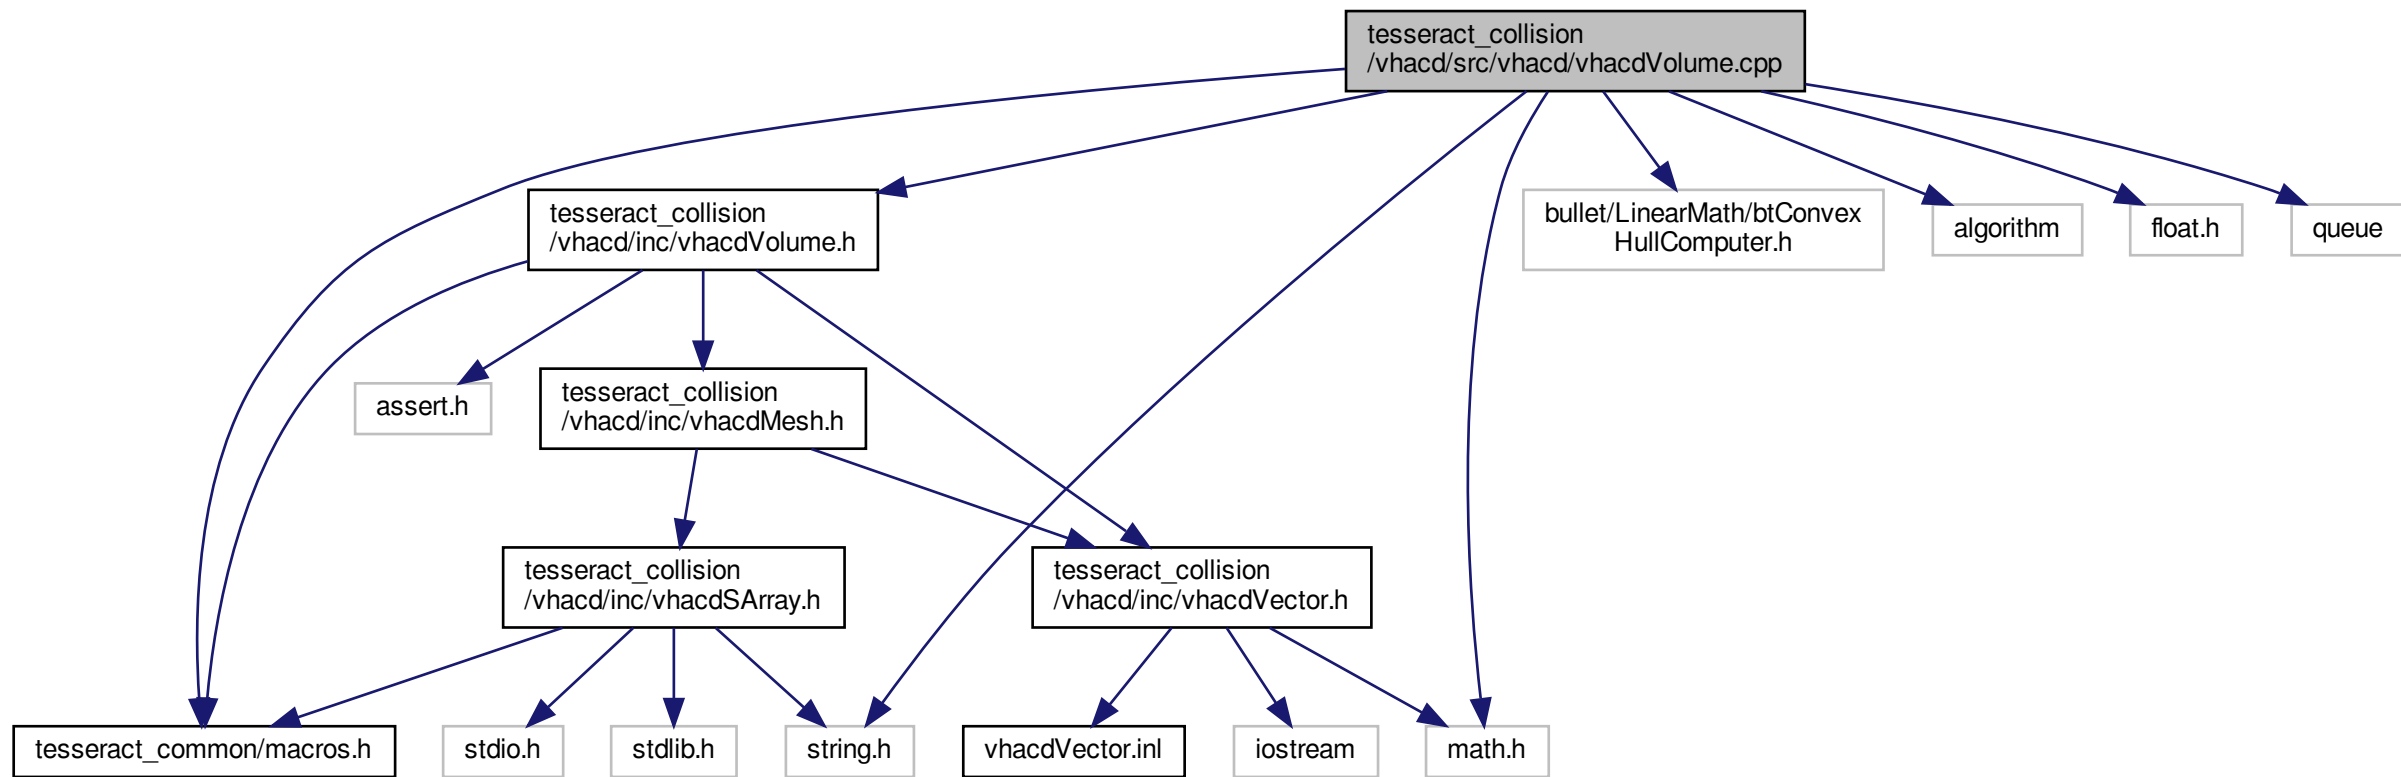 tesseract_collision
/vhacd/src/vhacd/vhacdVolume.cpp
tesseract_collision
/vhacd/inc/vhacdVolume.h
bullet/LinearMath/btConvex
HullComputer.h
algorithm
float.h
queue
assert.h
tesseract_collision
/vhacd/inc/vhacdMesh.h
tesseract_collision
/vhacd/inc/vhacdSArray.h
tesseract_collision
/vhacd/inc/vhacdVector.h
tesseract_common/macros.h
stdio.h
stdlib.h
string.h
vhacdVector.inl
iostream
math.h